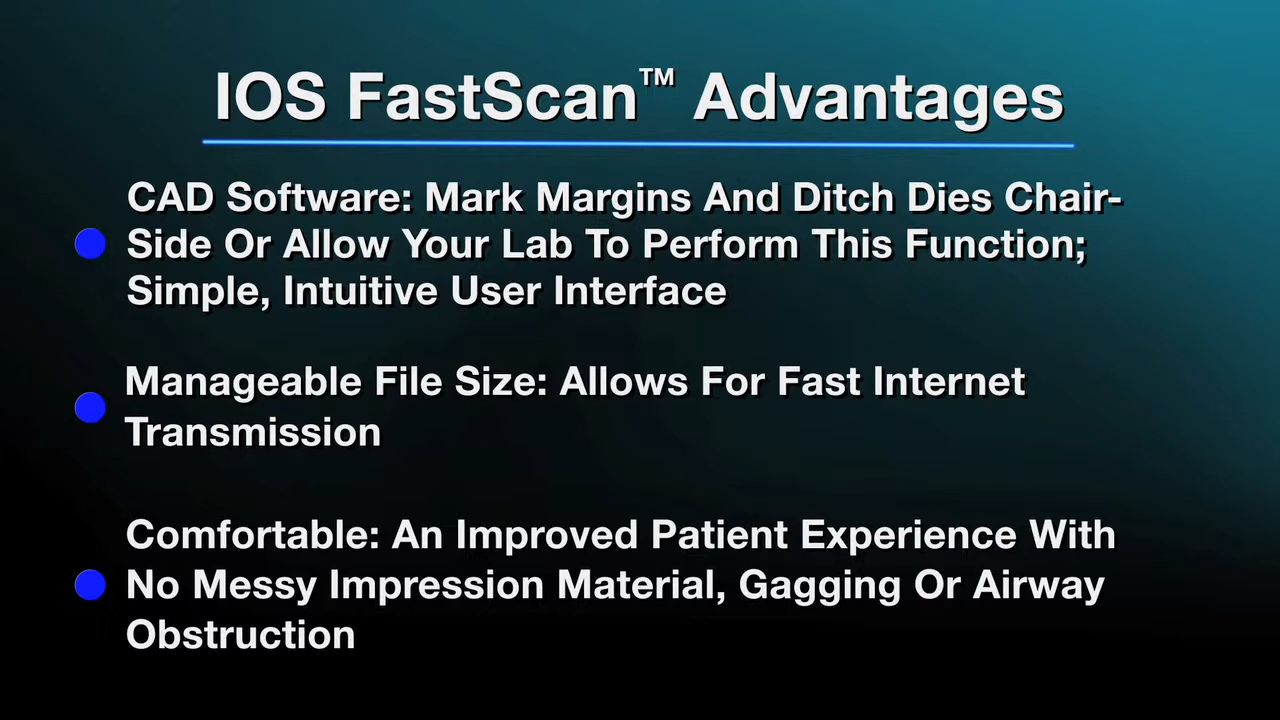 IOS FastScan™ Advantages
CAD Software: Mark Margins And Ditch Dies Chair-
Side Or Allow Your Lab To Perform This Function;
Simple, Intuitive User Interface
Manageable File Size: Allows For Fast Internet
Transmission
Comfortable: An Improved Patient Experience With
No Messy Impression Material, Gagging Or Airway
Obstruction